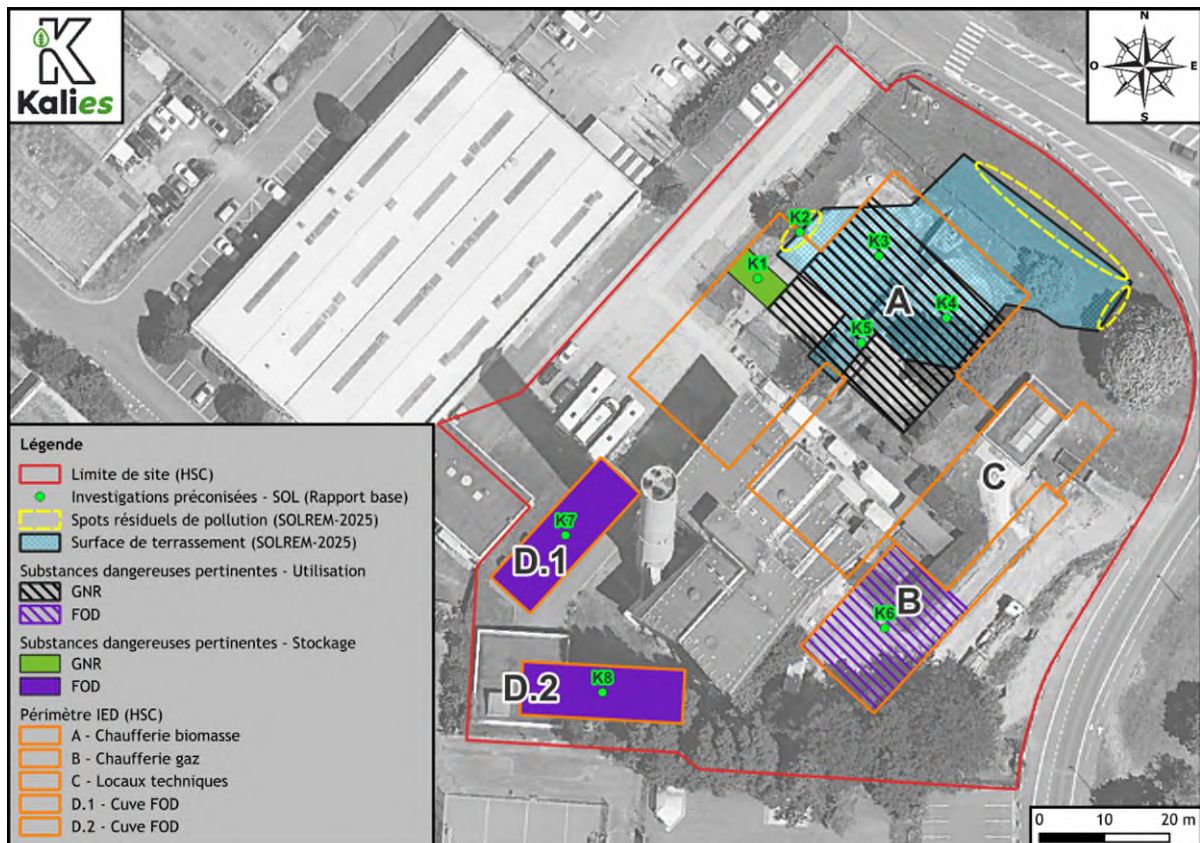 Kalies
N
O
E
S
K2
K3
K1
A
K4
K5
C
K7
D.1
B
K6
D.2
K8
Légende
Limite de site (HSC)
Investigations préconisées - SOL (Rapport base)
Spots résiduels de pollution (SOLREM-2025)
Surface de terrassement (SOLREM-2025)
Substances dangereuses pertinentes - Utilisation
GNR
FOD
Substances dangereuses pertinentes - Stockage
GNR
FOD
Périmètre IED (HSC)
A - Chaufferie biomasse
B - Chaufferie gaz
C - Locaux techniques
D.1 - Cuve FOD
D.2 - Cuve FOD
0 10 20 m